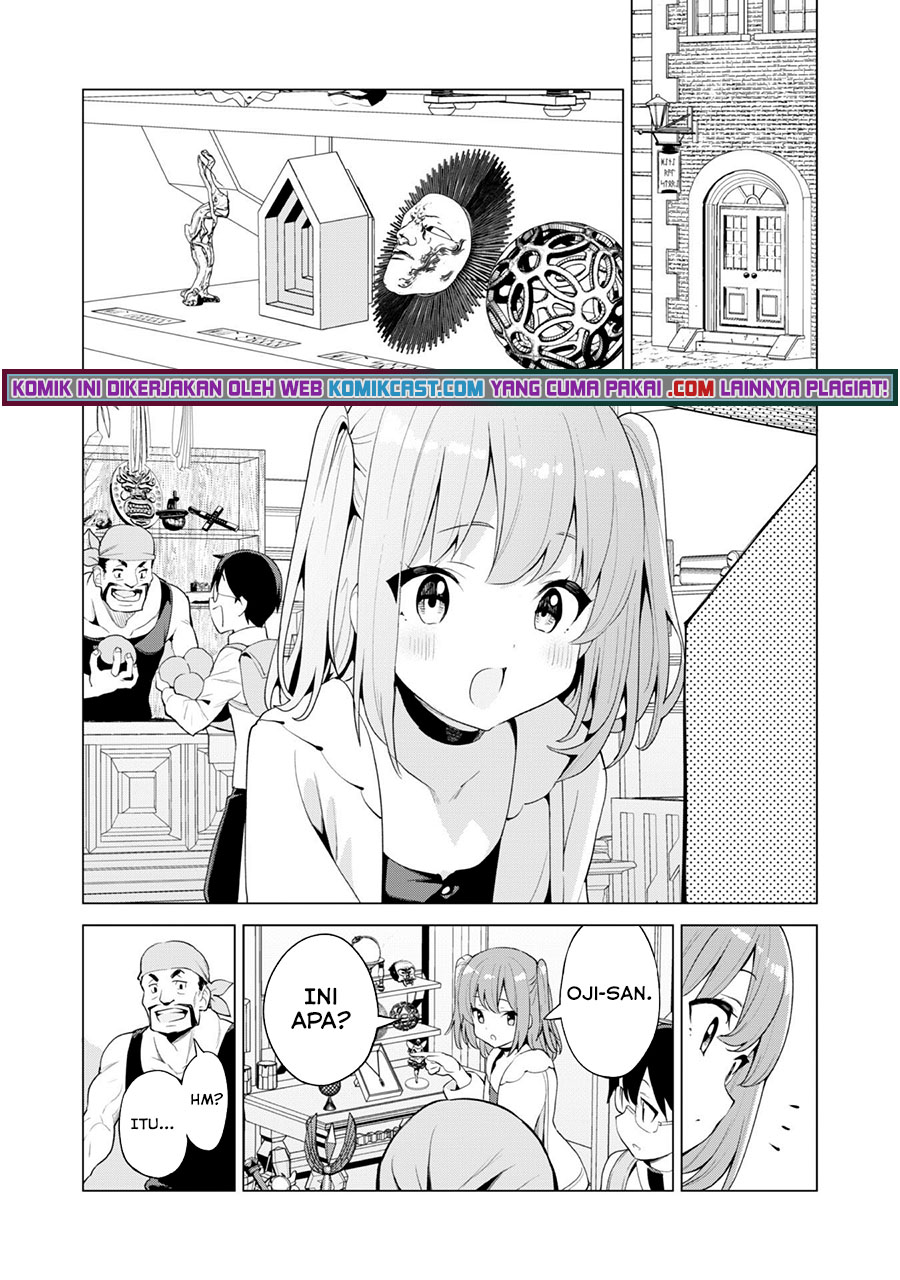 KOMIK INI DIKERJAKAN OLEH WEB KOMIKCAST.COM YANG CUMA PAKAI .COM LAINNYA PLAGIAT!
OJI-SAN.
INI
APA?
HM?
ITU...